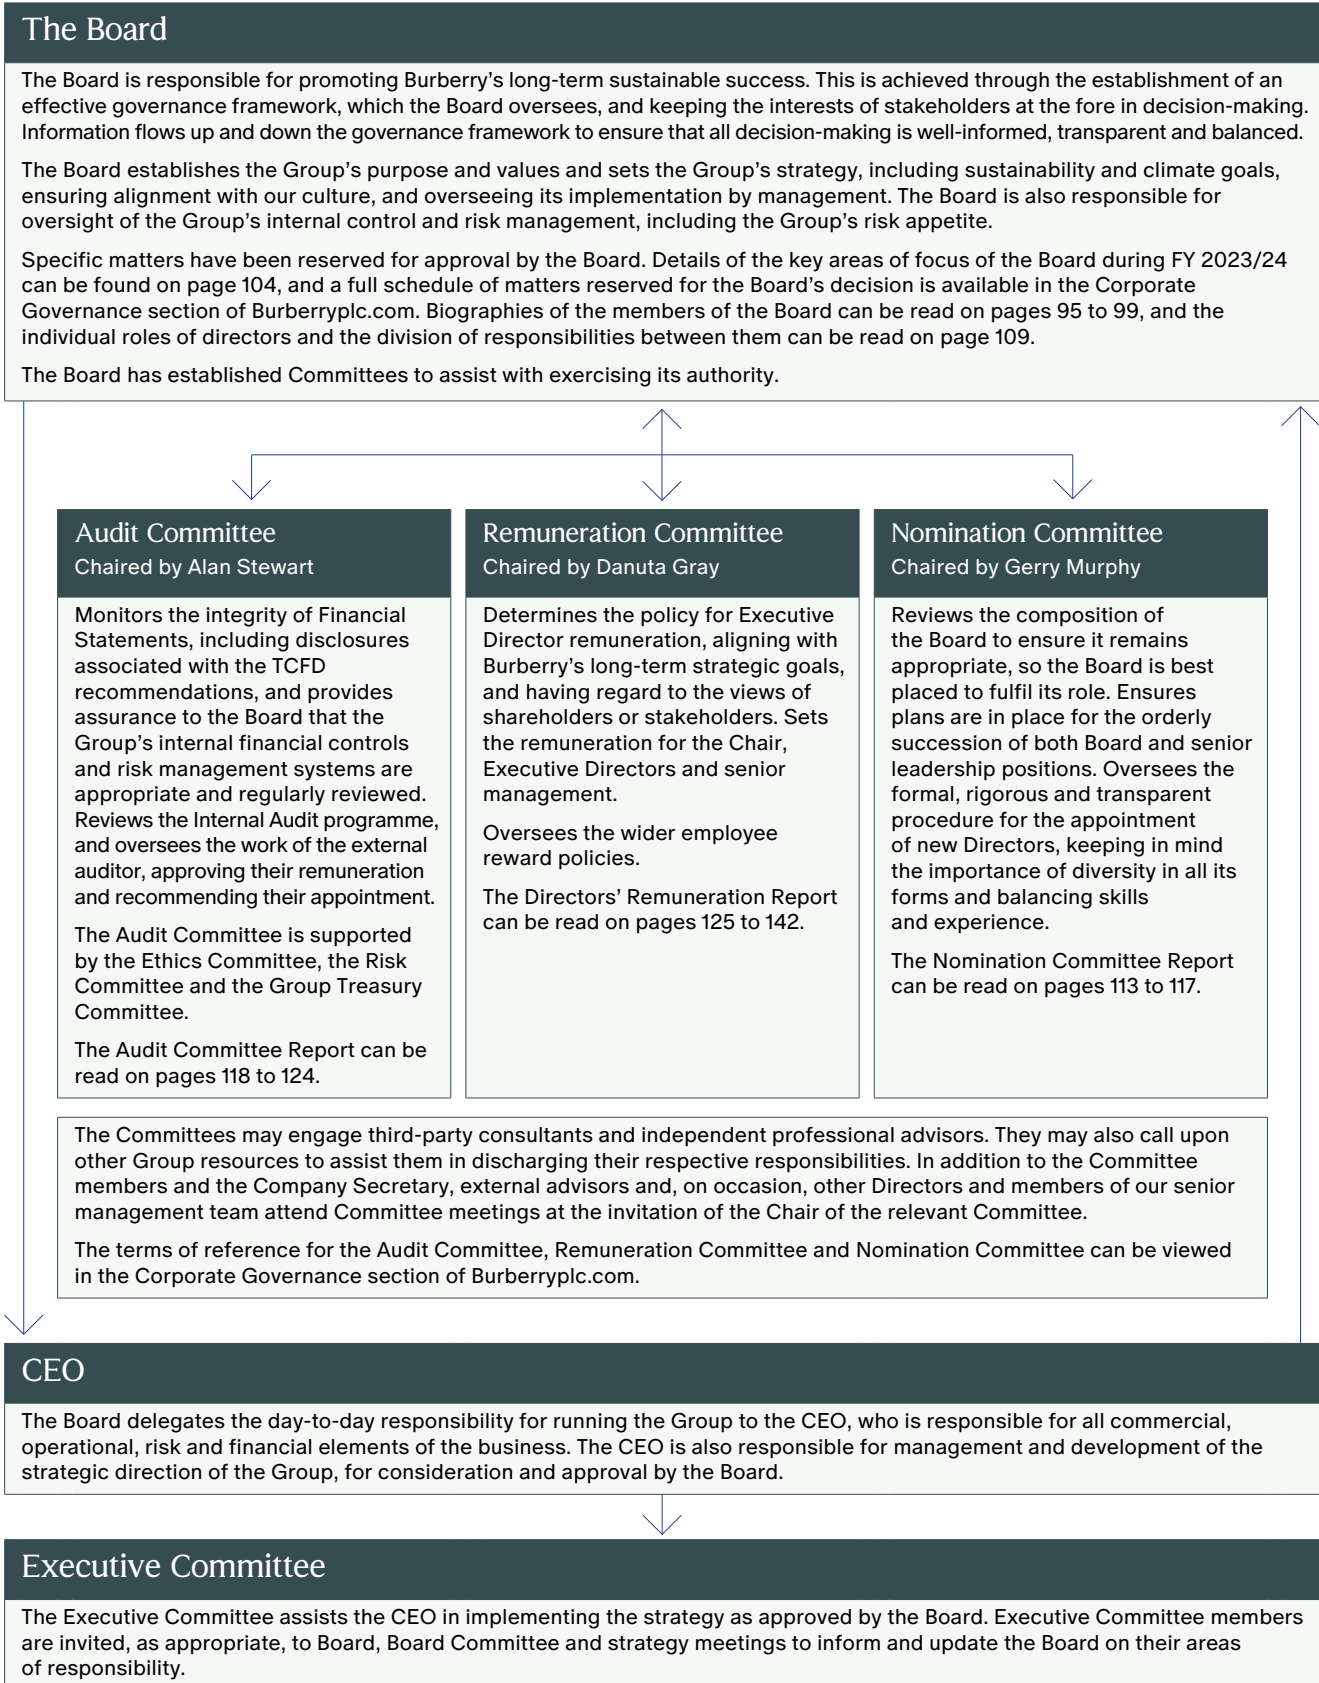 The Board
The Board is responsible for promoting Burberry’s long-term sustainable success. This is achieved through the establishment of an
effective governance framework, which the Board oversees, and keeping the interests of stakeholders at the fore in decision-making.
Information flows up and down the governance framework to ensure that all decision-making is well-informed, transparent and balanced.
The Board establishes the Group’s purpose and values and sets the Group’s strategy, including sustainability and climate goals,
ensuring alignment with our culture, and overseeing its implementation by management. The Board is also responsible for
oversight of the Group’s internal control and risk management, including the Group’s risk appetite.
Specific matters have been reserved for approval by the Board. Details of the key areas of focus of the Board during FY 2023/24
can be found on page 104, and a full schedule of matters reserved for the Board’s decision is available in the Corporate
Governance section of Burberryplc.com. Biographies of the members of the Board can be read on pages 95 to 99, and the
individual roles of directors and the division of responsibilities between them can be read on page 109.
The Board has established Committees to assist with exercising its authority.
Audit Committee
Chaired by Alan Stewart
Monitors the integrity of Financial
Statements, including disclosures
associated with the TCFD
recommendations, and provides
assurance to the Board that the
Group’s internal financial controls
and risk management systems are
appropriate and regularly reviewed.
Reviews the Internal Audit programme,
and oversees the work of the external
auditor, approving their remuneration
and recommending their appointment.
The Audit Committee is supported
by the Ethics Committee, the Risk
Committee and the Group Treasury
Committee.
The Audit Committee Report can be
read on pages 118 to 124.
Remuneration Committee
Chaired by Danuta Gray
Determines the policy for Executive
Director remuneration, aligning with
Burberry’s long-term strategic goals,
and having regard to the views of
shareholders or stakeholders. Sets
the remuneration for the Chair,
Executive Directors and senior
management.
Oversees the wider employee
reward policies.
The Directors’ Remuneration Report
can be read on pages 125 to 142.
Nomination Committee
Chaired by Gerry Murphy
Reviews the composition of
the Board to ensure it remains
appropriate, so the Board is best
placed to fulfil its role. Ensures
plans are in place for the orderly
succession of both Board and senior
leadership positions. Oversees the
formal, rigorous and transparent
procedure for the appointment
of new Directors, keeping in mind
the importance of diversity in all its
forms and balancing skills
and experience.
The Nomination Committee Report
can be read on pages 113 to 117.
The Committees may engage third-party consultants and independent professional advisors. They may also call upon
other Group resources to assist them in discharging their respective responsibilities. In addition to the Committee
members and the Company Secretary, external advisors and, on occasion, other Directors and members of our senior
management team attend Committee meetings at the invitation of the Chair of the relevant Committee.
The terms of reference for the Audit Committee, Remuneration Committee and Nomination Committee can be viewed
in the Corporate Governance section of Burberryplc.com.
CEO
The Board delegates the day-to-day responsibility for running the Group to the CEO, who is responsible for all commercial,
operational, risk and financial elements of the business. The CEO is also responsible for management and development of the
strategic direction of the Group, for consideration and approval by the Board.
Executive Committee
The Executive Committee assists the CEO in implementing the strategy as approved by the Board. Executive Committee members
are invited, as appropriate, to Board, Board Committee and strategy meetings to inform and update the Board on their areas
of responsibility.